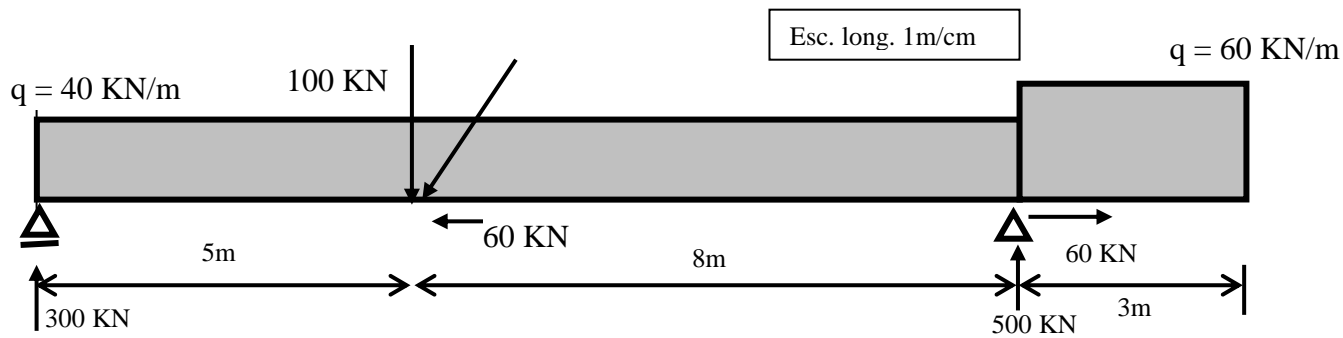 Esc. long. 1m/cm
q = 60 KN/m
q = 40 KN/m
100 KN
60 KN
5m
8m
60 KN
3m
300 KN
500 KN